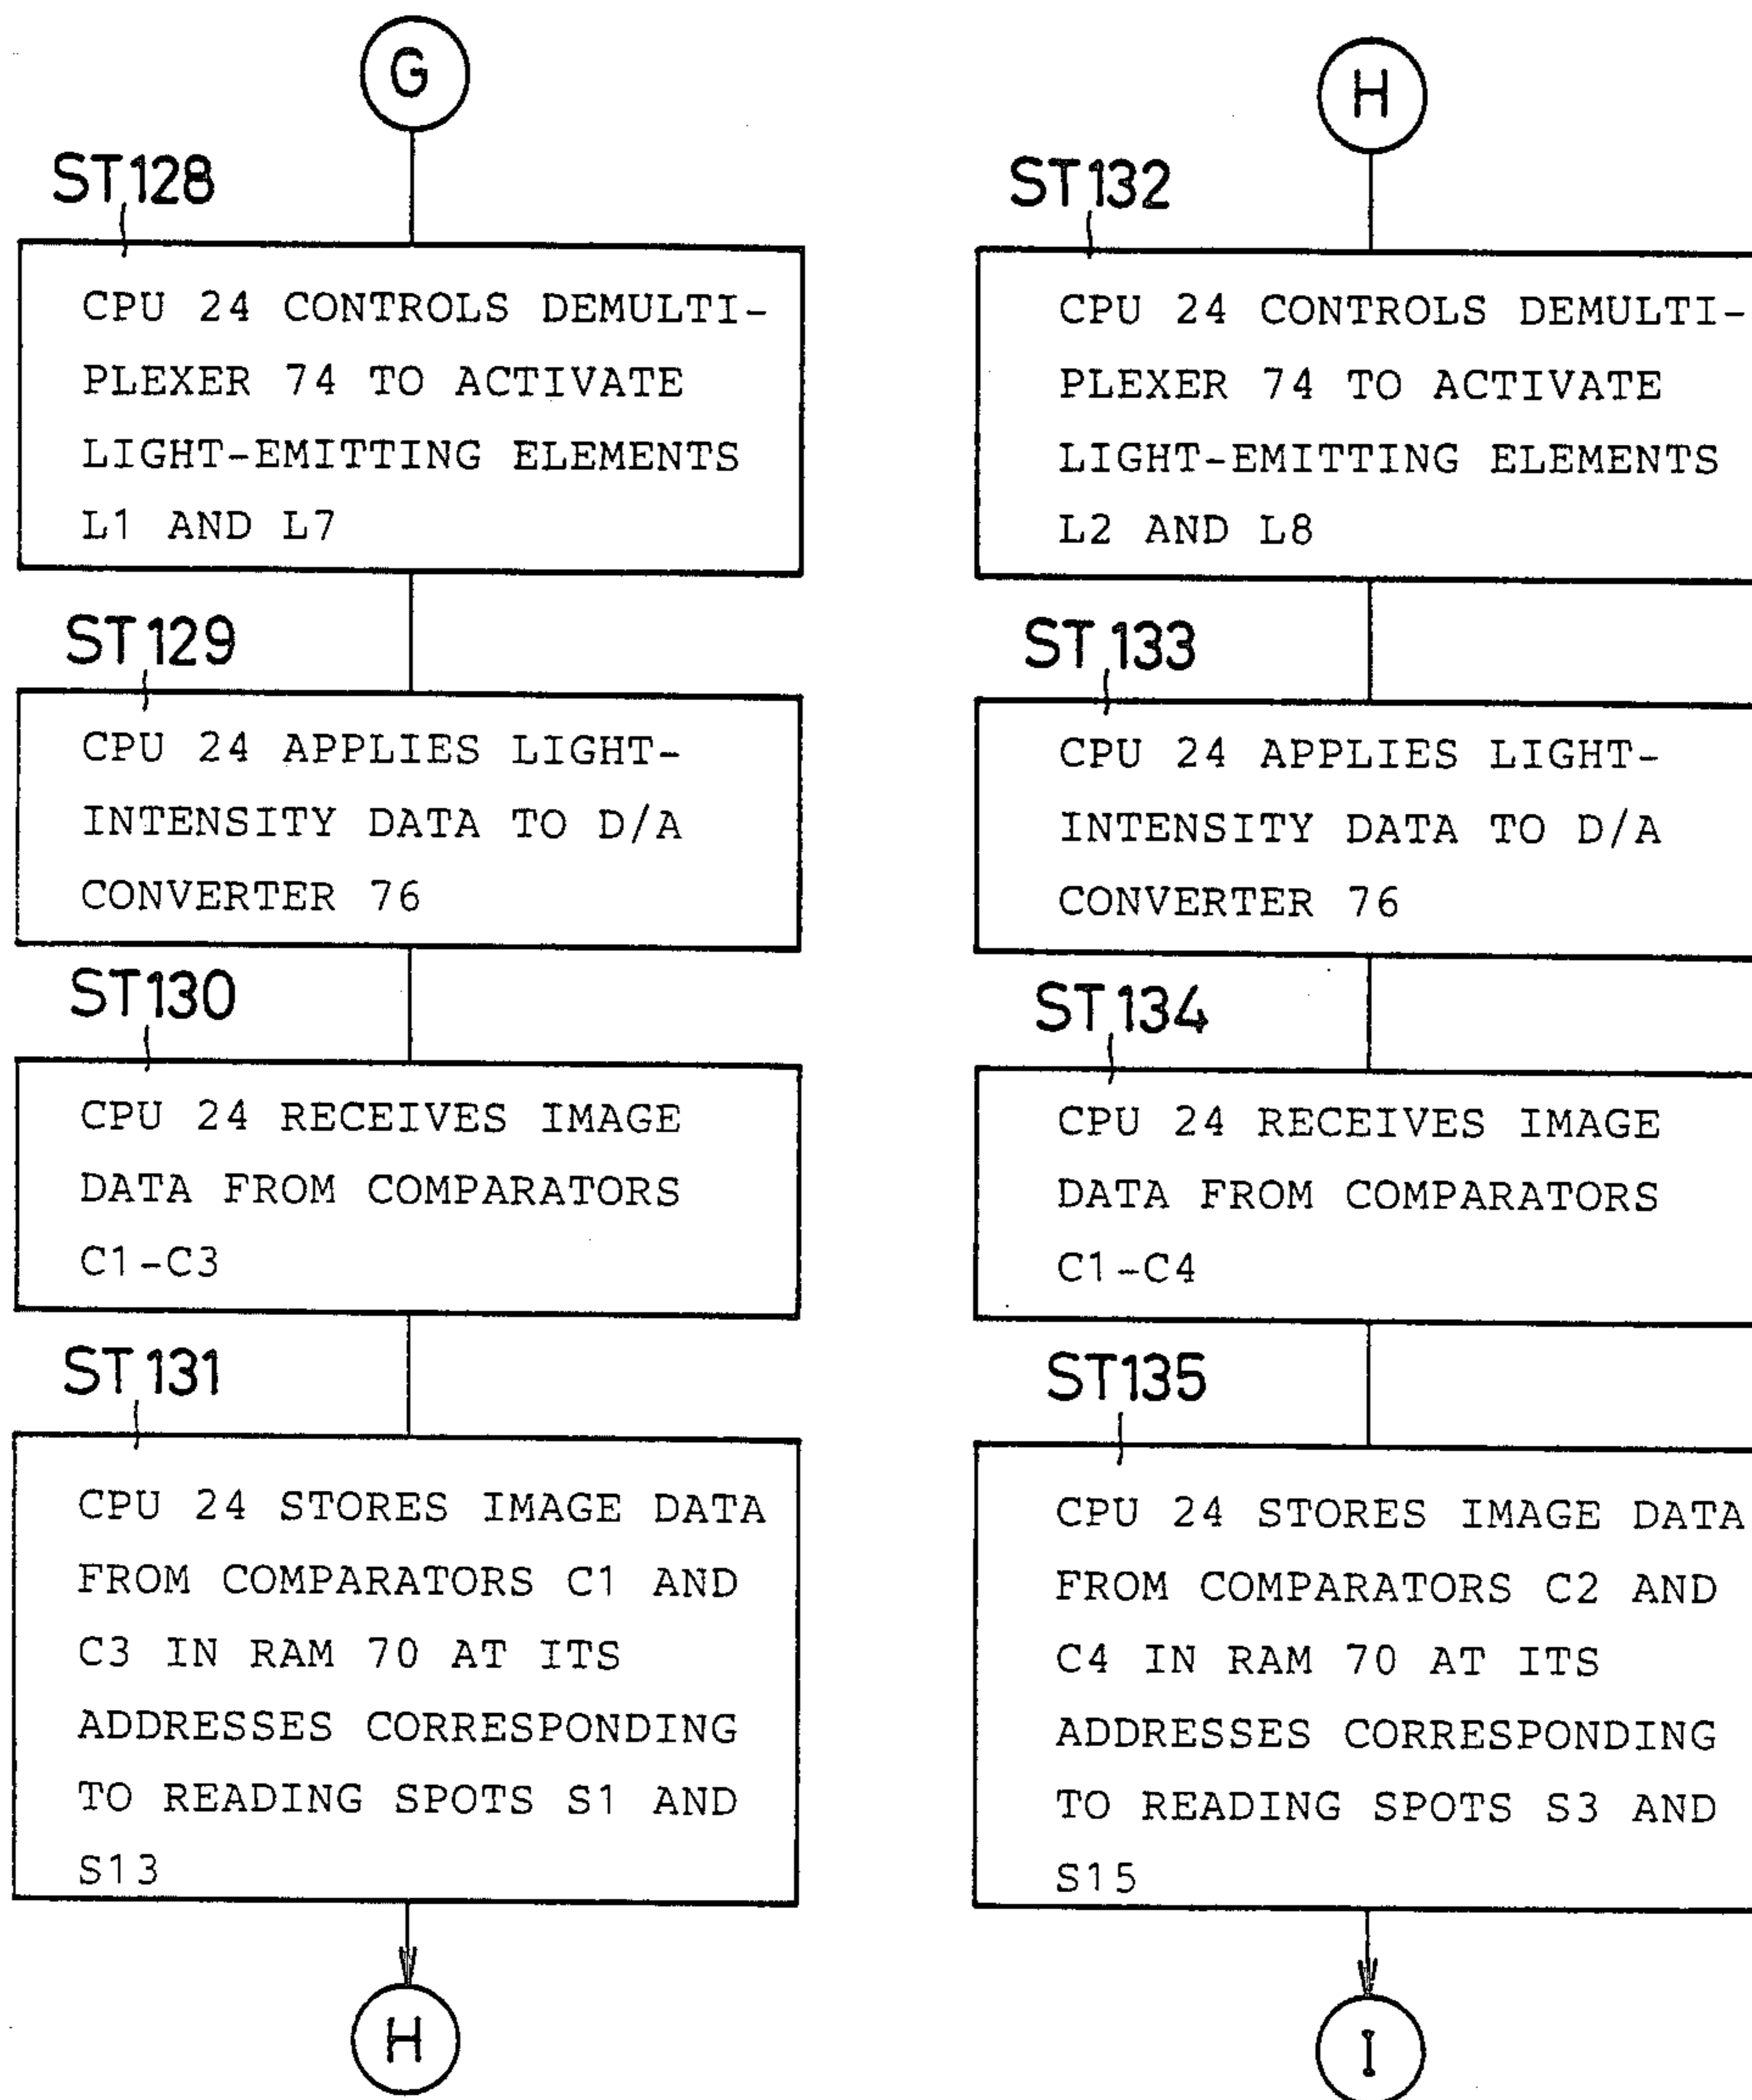 G
ST128
CPU 24 CONTROLS DEMULTI-
PLEXER 74 TO ACTIVATE
LIGHT-EMITTING ELEMENTS
L1 AND L7
ST129
CPU 24 APPLIES LIGHT-
INTENSITY DATA TO D/A
CONVERTER 76
ST130
CPU 24 RECEIVES IMAGE
DATA FROM COMPARATORS
C1-C3
ST131
CPU 24 STORES IMAGE DATA
FROM COMPARATORS C1 AND
C3 IN RAM 70 AT ITS
ADDRESSES CORRESPONDING
TO READING SPOTS S1 AND
S13
H
H
ST132
CPU 24 CONTROLS DEMULTI-
PLEXER 74 TO ACTIVATE
LIGHT-EMITTING ELEMENTS
L2 AND L8
ST133
CPU 24 APPLIES LIGHT-
INTENSITY DATA TO D/A
CONVERTER 76
ST134
CPU 24 RECEIVES IMAGE
DATA FROM COMPARATORS
C1-C4
ST135
CPU 24 STORES IMAGE DATA
FROM COMPARATORS C2 AND
C4 IN RAM 70 AT ITS
ADDRESSES CORRESPONDING
TO READING SPOTS S3 AND
S15
I